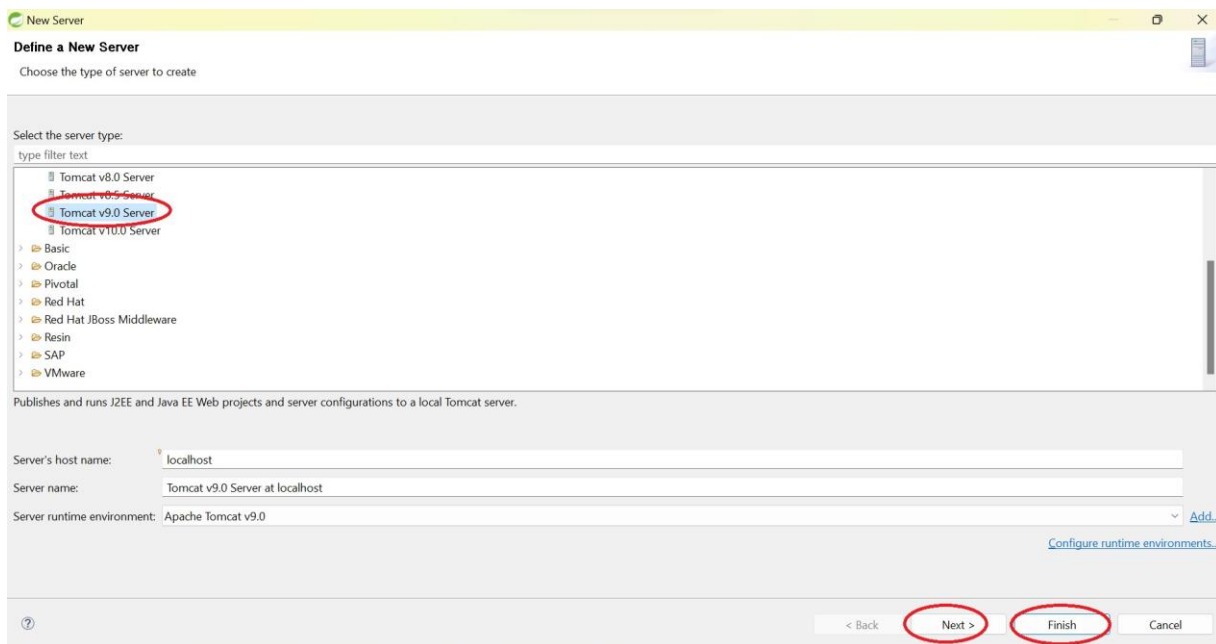 New Server
Define a New Server
Choose the type of server to create
Select the server type:
type filter text
Tomcat v8.0 Server
Tomcat v8.5 Server
Tomcat v9.0 Server
Tomcat v10.0 Server
Basic
Oracle
Pivotal
Red Hat
Red Hat JBoss Middleware
Resin
SAP
VMware
Publishes and runs J2EE and Java EE Web projects and server configurations to a local Tomcat server.
Server's host name: localhost
Server name: Tomcat v9.0 Server at localhost
Server runtime environment: Apache Tomcat v9.0 Add..
Configure runtime environments..
? < Back Next > Finish Cancel